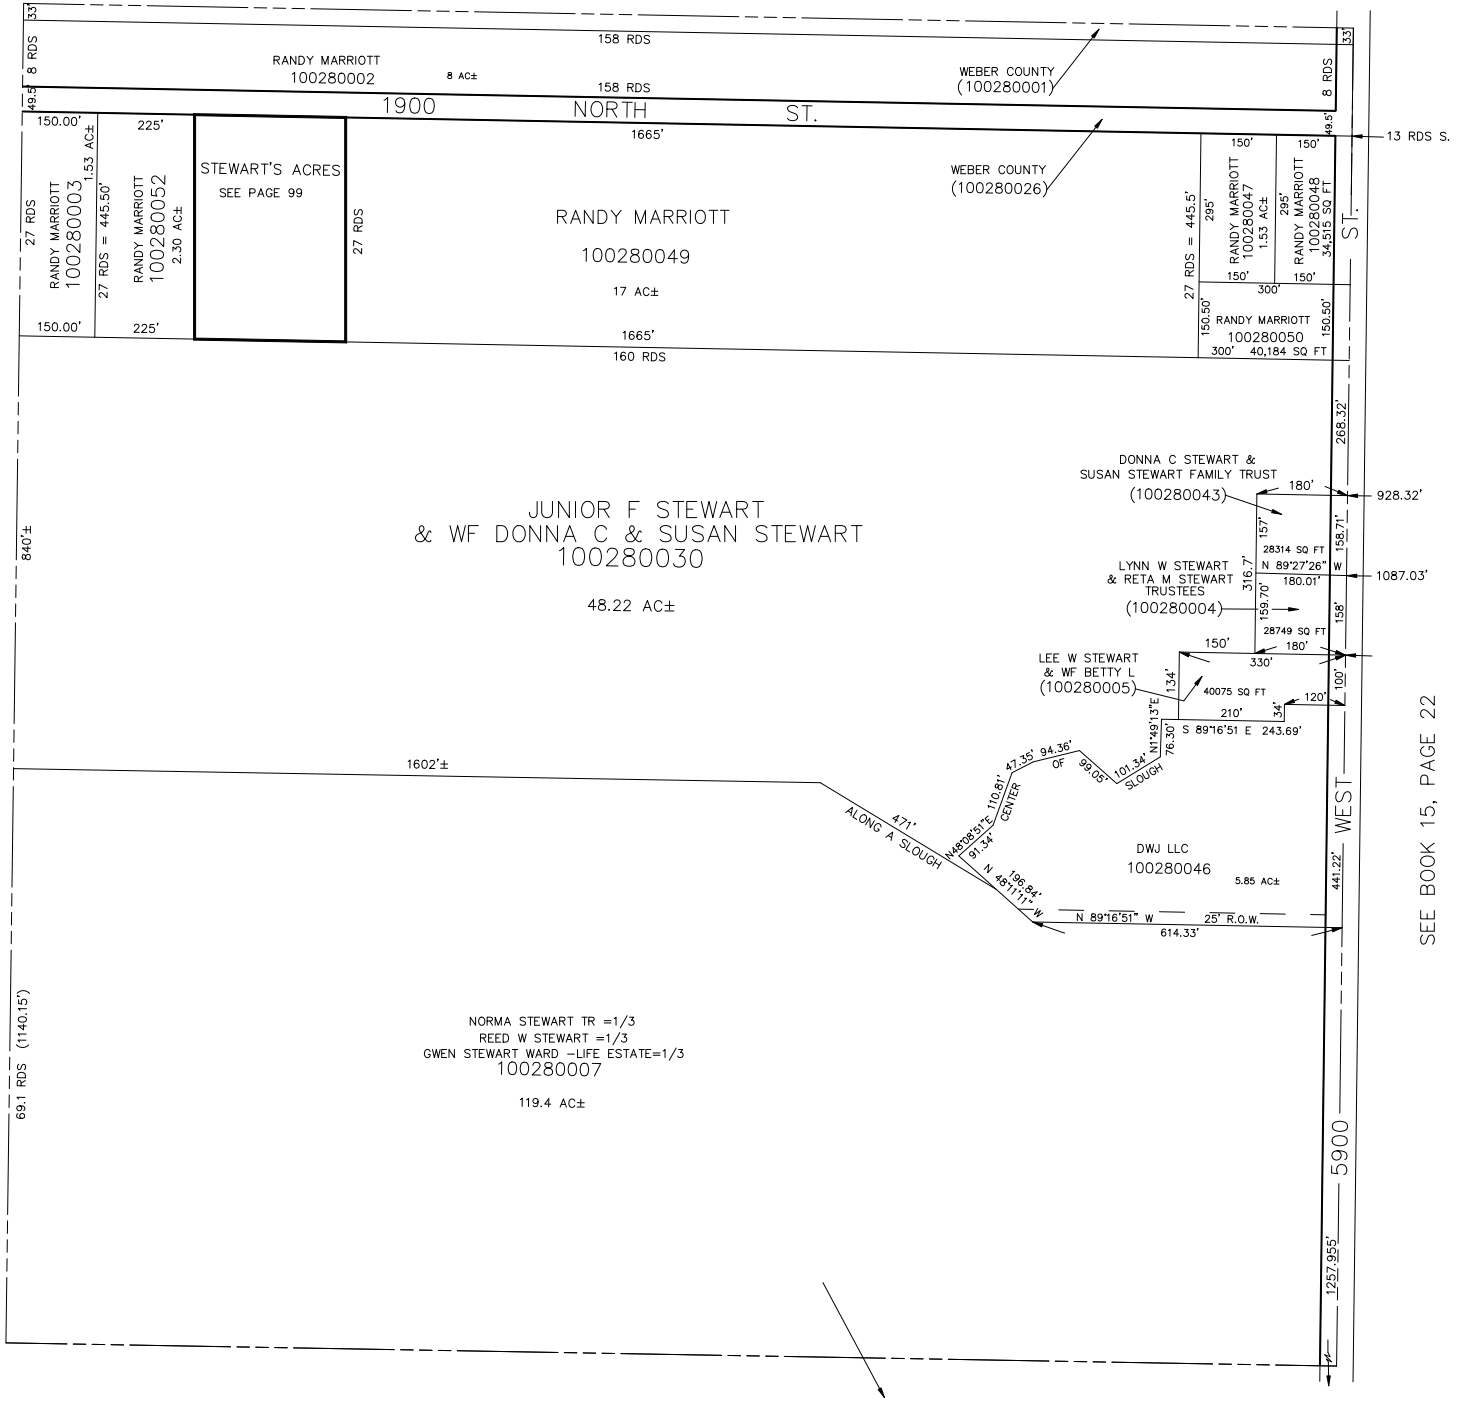 33'
158 RDS
33'
8 RDS
RANDY MARRIOTT
100280002
8 AC±
158 RDS
WEBER COUNTY
(100280001)
8 RDS
49.5'
1900 NORTH ST.
49.5'
13 RDS S.
150.00'
225'
1665'
150'
150'
1.53 AC±
STEWART'S ACRES
SEE PAGE 99
WEBER COUNTY
(100280026)
27 RDS
RANDY MARRIOTT
100280003
27 RDS = 445.50'
RANDY MARRIOTT
100280052
2.30 AC±
27 RDS
RANDY MARRIOTT
100280049
17 AC±
27 RDS = 445.5'
295'
RANDY MARRIOTT
100280047
1.53 AC±
295'
RANDY MARRIOTT
100280048
34,515 SQ FT
ST.
150'
150'
300'
150.00'
225'
1665'
160 RDS
150.50'
RANDY MARRIOTT
100280050
300'
40,184 SQ FT
150.50'
268.32'
DONNA C STEWART &
SUSAN STEWART FAMILY TRUST
(100280043)
180'
928.32'
JUNIOR F STEWART
& WF DONNA C & SUSAN STEWART
100280030
48.22 AC±
840'±
157'
158.71'
28314 SQ FT
316.7'
N 89°27'26" W
180.01'
1087.03'
LYNN W STEWART
& RETA M STEWART
TRUSTEES
(100280004)
159.70'
158'
28749 SQ FT
150'
180'
330'
LEE W STEWART
& WF BETTY L
(100280005)
134'
40075 SQ FT
100'
120'
210'
34'
S 89°16'51 E 243.69'
N1°49'13"E
76.30'
1602'±
47.35'
94.36'
99.05'
101.34'
110.81'
CENTER
OF
SLOUGH
N48°08'51"E
91.34'
471'
ALONG A SLOUGH
196.84'
N 48°11'11" W
DWJ LLC
100280046
5.85 AC±
WEST
441.22'
N 89°16'51" W
25' R.O.W.
614.33'
SEE BOOK 15, PAGE 22
69.1 RDS (1140.15')
NORMA STEWART TR =1/3
REED W STEWART =1/3
GWEN STEWART WARD -LIFE ESTATE=1/3
100280007
119.4 AC±
5900
1257.955'